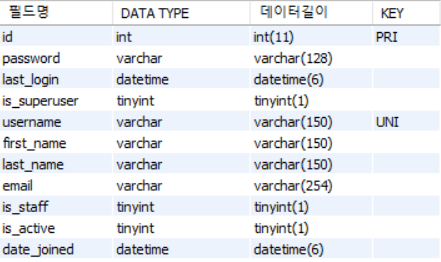 필드명 DATA TYPE 데이터길이 KEY
id int int(11) PRI
password varchar varchar(128)
last_login datetime datetime(6)
is_superuser tinyint tinyint(1)
username varchar varchar(150) UNI
first_name varchar varchar(150)
last_name varchar varchar(150)
email varchar varchar(254)
is_staff tinyint tinyint(1)
is_active tinyint tinyint(1)
date_joined datetime datetime(6)